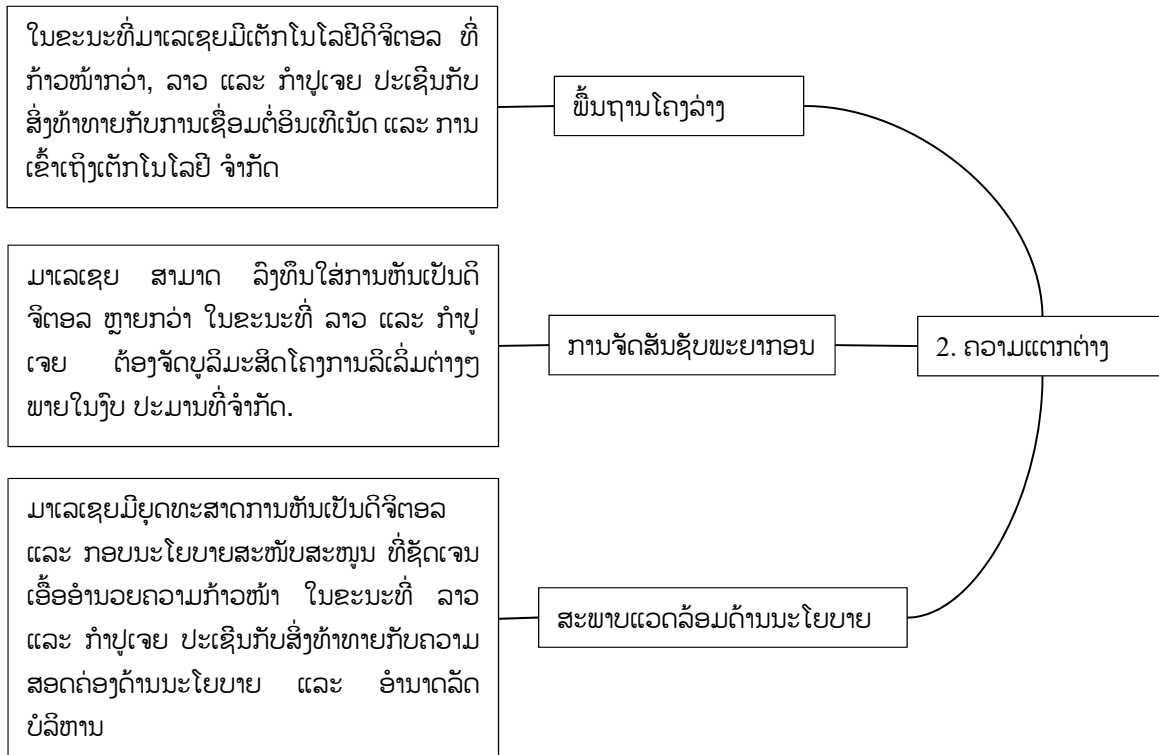 ໃນຂະນະທີ່ມາເລເຊຍມີເຕັກໂນໂລຢີດິຈິຕອລ ທີ່
ກ້າວໜ້າກວ່າ, ລາວ ແລະ ກຳປູເຈຍ ປະເຊີນກັບ
ສິ່ງທ້າທາຍກັບການເຊື່ອມຕໍ່ອິນເທີເນັດ ແລະ ການ
ເຂົ້າເຖິງເຕັກໂນໂລຢີ ຈຳກັດ
ພື້ນຖານໂຄງລ່າງ
ມາເລເຊຍ ສາມາດ ລົງທຶນໃສ່ການຫັນເປັນດິ
ຈິຕອລ ຫຼາຍກວ່າ ໃນຂະນະທີ່ ລາວ ແລະ ກຳປູ
ເຈຍ ຕ້ອງຈັດບູລິມະສິດໂຄງການລິເລິ່ມຕ່າງໆ
ພາຍໃນງົບ ປະມານທີ່ຈຳກັດ.
ການຈັດສັນຊັບພະຍາກອນ
2. ຄວາມແຕກຕ່າງ
ມາເລເຊຍມີຍຸດທະສາດການຫັນເປັນດິຈິຕອລ
ແລະ ກອບນະໂຍບາຍສະໜັບສະໜູນ ທີ່ຊັດເຈນ
ເອື້ອອຳນວຍຄວາມກ້າວໜ້າ ໃນຂະນະທີ່ ລາວ
ແລະ ກຳປູເຈຍ ປະເຊີນກັບສິ່ງທ້າທາຍກັບຄວາມ
ສອດຄ່ອງດ້ານນະໂຍບາຍ ແລະ ອຳນາດລັດ
ບໍລິຫານ
ສະພາບແວດລ້ອມດ້ານນະໂຍບາຍ